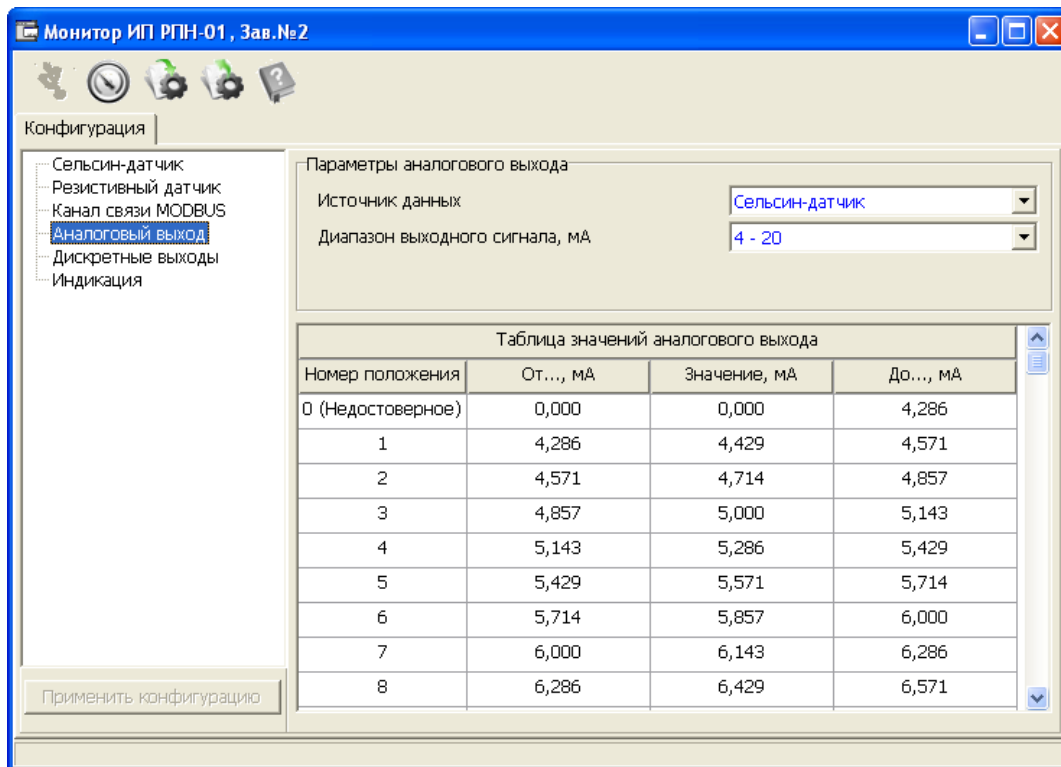 Монитор ИП РПН-01, Зав.№2
Конфигурация
Сельсин-датчик
Резистивный датчик
Канал связи MODBUS
Аналоговый выход
Дискретные выходы
Индикация
Применить конфигурацию
Параметры аналогового выхода
Источник данных Сельсин-датчик
Диапазон выходного сигнала, мА 4 - 20
Таблица значений аналогового выхода
Номер положения От..., мА Значение, мА До..., мА
0 (Недостоверное) 0,000 0,000 4,286
1 4,286 4,429 4,571
2 4,571 4,714 4,857
3 4,857 5,000 5,143
4 5,143 5,286 5,429
5 5,429 5,571 5,714
6 5,714 5,857 6,000
7 6,000 6,143 6,286
8 6,286 6,429 6,571